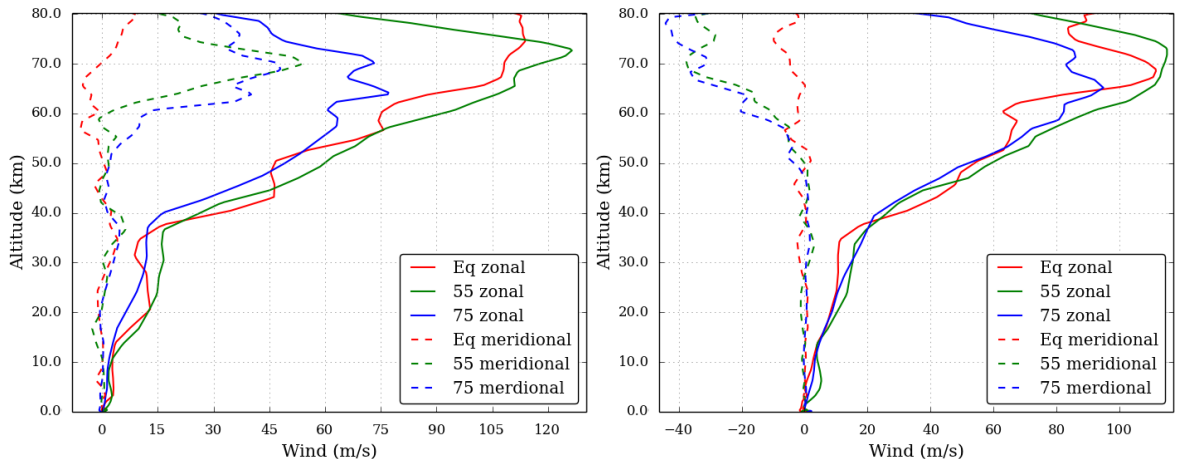 80.0
70.0
60.0
50.0
40.0
30.0
20.0
10.0
0.0
Altitude (km)
0 15 30 45 60 75 90 105 120
Wind (m/s)
Eq zonal
55 zonal
75 zonal
Eq meridional
55 meridional
75 merdional
80.0
70.0
60.0
50.0
40.0
30.0
20.0
10.0
0.0
Altitude (km)
−40 −20 0 20 40 60 80 100
Wind (m/s)
Eq zonal
55 zonal
75 zonal
Eq meridional
55 meridional
75 merdional